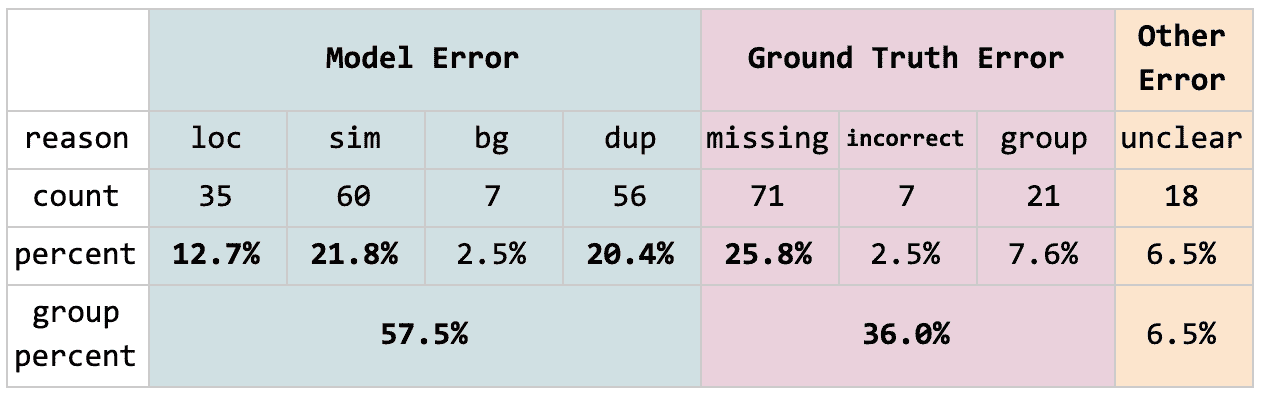 Model Error Ground Truth Error Other Error
reason loc sim bg dup missing incorrect group unclear
count 35 60 7 56 71 7 21 18
percent 12.7% 21.8% 2.5% 20.4% 25.8% 2.5% 7.6% 6.5%
group percent 57.5% 36.0% 6.5%